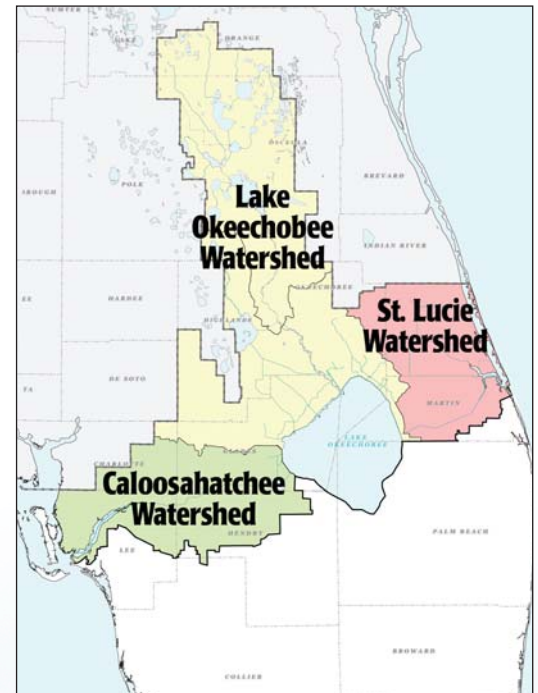 SUMTER
LAKE
ORANGE
OSCEOLA
BREVARD
POLK
Lake
Okeechobee
Watershed
INDIAN RIVER
OKEECHOBEE
HARDEE
HIGHLANDS
St. Lucie
Watershed
DE SOTO
MARTIN
LAKE
OKEECHOBEE
CHARLOTTE
GLADES
Caloosahatchee
Watershed
HENDRY
PALM BEACH
LEE
BROWARD
COLLIER